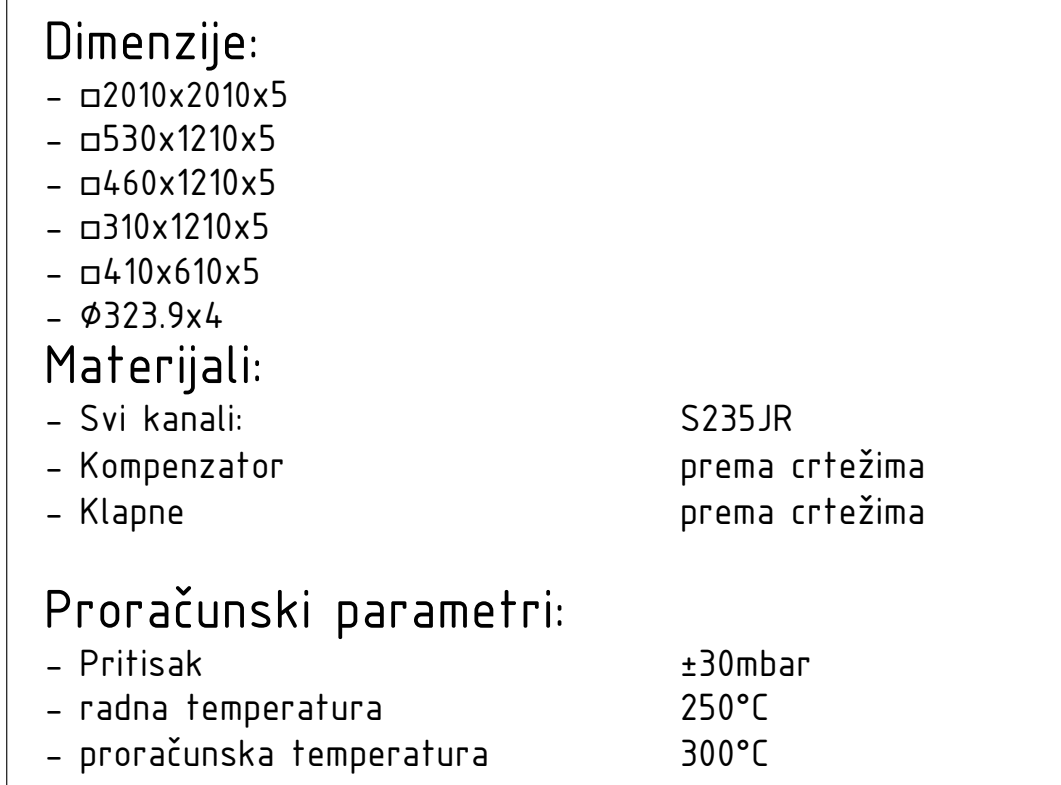 Dimenzije:
- □2010x2010x5
- □530x1210x5
- □460x1210x5
- □310x1210x5
- □410x610x5
- Ø323.9x4
Materijali:
- Svi kanali: S235JR
- Kompenzator prema crtežima
- Klapne prema crtežima
Proračunski parametri:
- Pritisak ±30mbar
- radna temperatura 250°C
- proračunska temperatura 300°C